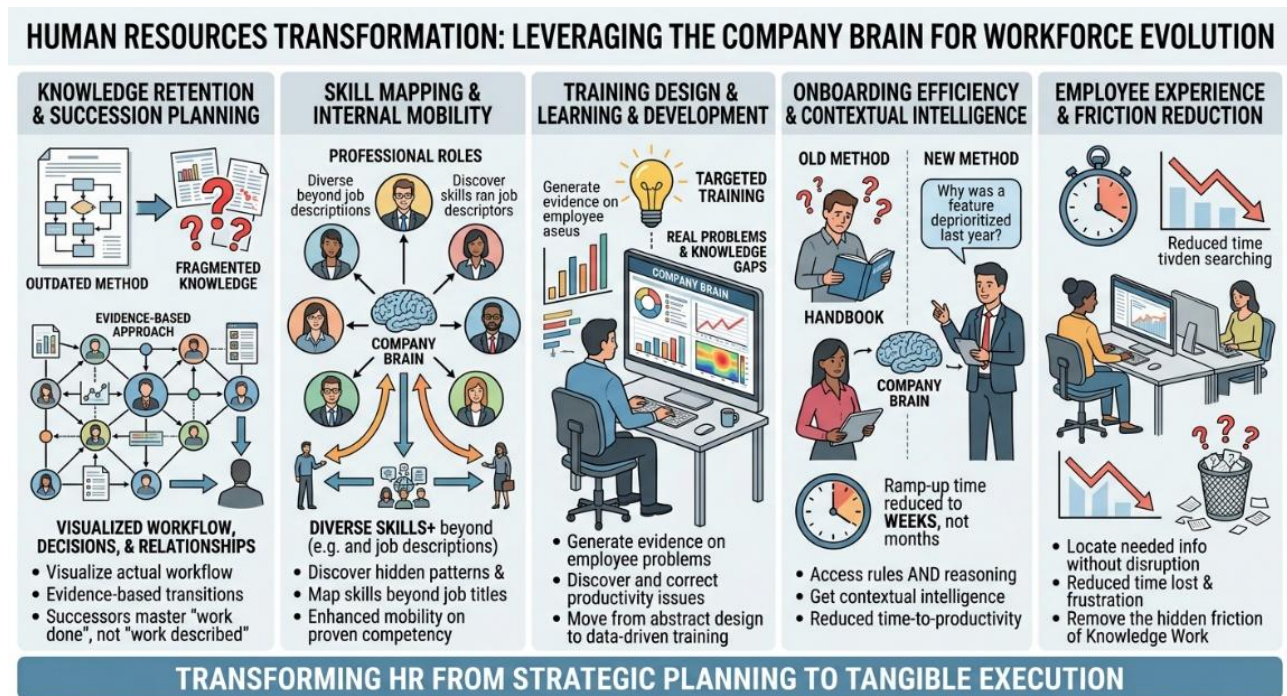 HUMAN RESOURCES TRANSFORMATION: LEVERAGING THE COMPANY BRAIN FOR WORKFORCE EVOLUTION
KNOWLEDGE RETENTION
& SUCCESSION PLANNING
OUTDATED METHOD
FRAGMENTED
KNOWLEDGE
EVIDENCE-BASED
APPROACH
VISUALIZED WORKFLOW,
DECISIONS, & RELATIONSHIPS
• Visualize actual workflow
• Evidence-based transitions
• Successors master "work
done", not "work described"
SKILL MAPPING &
INTERNAL MOBILITY
PROFESSIONAL ROLES
Diverse
beyond job
descriptiions
Discover
skills ran job
descriptors
COMPANY
BRAIN
DIVERSE SKILLS+ beyond
(e.g. and job descriptions)
• Discover hidden patterns &
• Map skills beyond job titles
• Enhanced mobility on
proven competency
TRAINING DESIGN &
LEARNING & DEVELOPMENT
Generate
evidence on
employee
aseus
TARGETED
TRAINING
REAL PROBLEMS
& KNOWLEDGE
GAPS
COMPANY BRAIN
• Generate evidence on
employee problems
• Discover and correct
productivity issues
• Move from abstract design
to data-driven training
ONBOARDING EFFICIENCY
& CONTEXTUAL INTELLIGENCE
OLD METHOD
HANDBOOK
NEW METHOD
Why was a
feature
deprioritized
last year?
COMPANY
BRAIN
Ramp-up time
reduced to
WEEKS, not
months
• Access rules AND reasoning
• Get contextual intelligence
• Reduced time-to-productivity
EMPLOYEE EXPERIENCE
& FRICTION REDUCTION
Reduced time
tivden searching
• Locate needed info
without disruption
• Reduced time lost &
frustration
• Remove the hidden friction
of Knowledge Work
TRANSFORMING HR FROM STRATEGIC PLANNING TO TANGIBLE EXECUTION